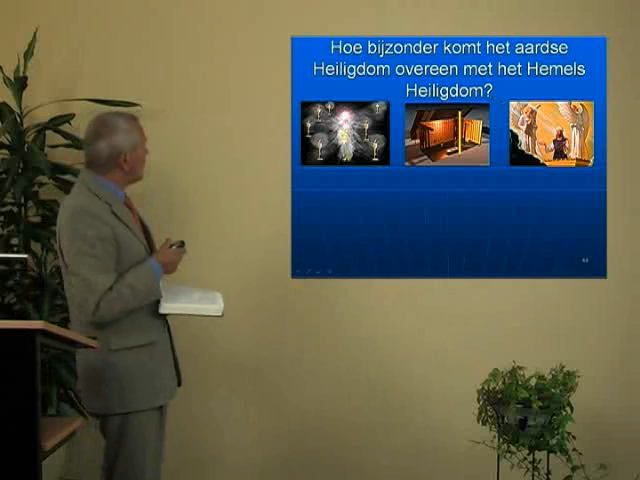 Hoe bijzonder komt het aardse
Heiligdom overeen met het Hemels
Heiligdom?